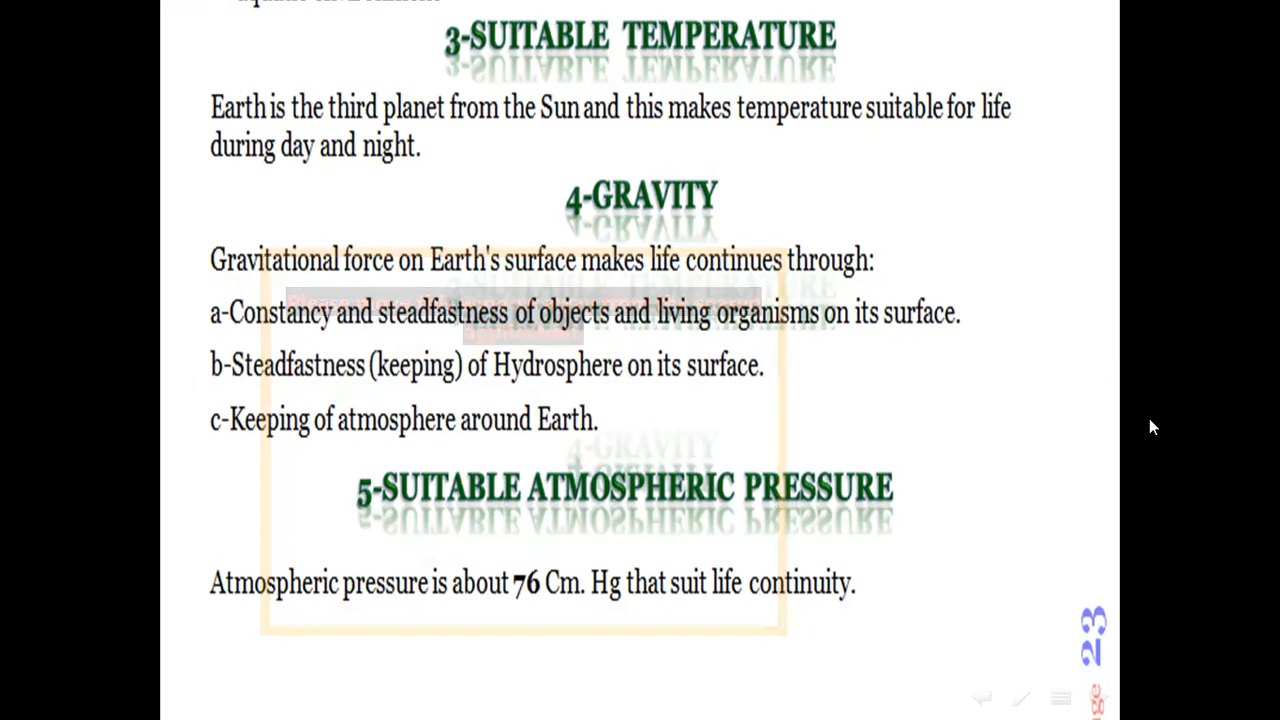 3-SUITABLE TEMPERATURE
Earth is the third planet from the Sun and this makes temperature suitable for life
during day and night.
4-GRAVITY
Gravitational force on Earth's surface makes life continues through:
a-Constancy and steadfastness of objects and living organisms on its surface.
b-Steadfastness (keeping) of Hydrosphere on its surface.
c-Keeping of atmosphere around Earth.
4-GRAVITY
5-SUITABLE ATMOSPHERIC PRESSURE
Atmospheric pressure is about 76 Cm. Hg that suit life continuity.
23